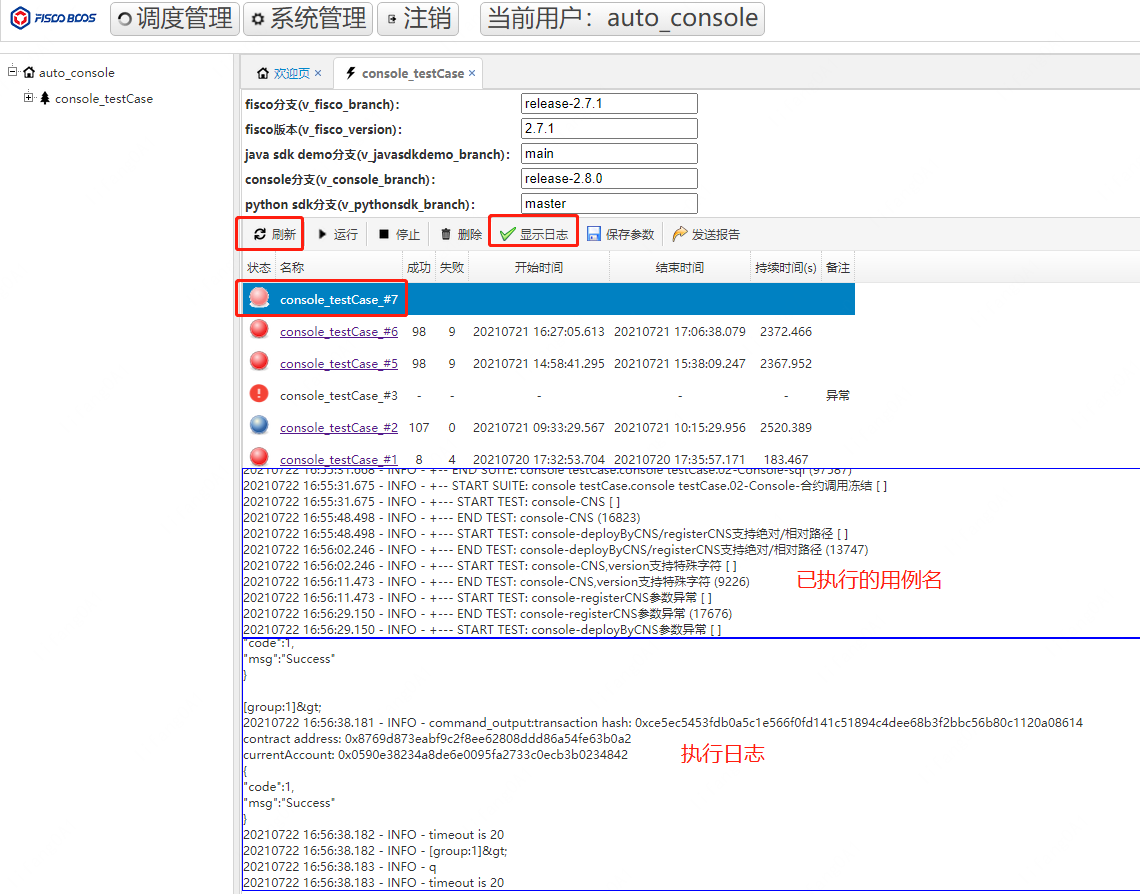 FISCO BCOS 调度管理 系统管理 注销 当前用户：auto_console
auto_console
console_testCase
欢迎页 × console_testCase ×
fisco分支(v_fisco_branch): release-2.7.1
fisco版本(v_fisco_version): 2.7.1
java sdk demo分支(v_javasdkdemo_branch): main
console分支(v_console_branch): release-2.8.0
python sdk分支(v_pythonsdk_branch): master
刷新 运行 停止 删除 显示日志 保存参数 发送报告
状态 名称 成功 失败 开始时间 结束时间 持续时间(s) 备注
console_testCase_#7
console_testCase_#6 98 9 20210721 16:27:05.613 20210721 17:06:38.079 2372.466
console_testCase_#5 98 9 20210721 14:58:41.295 20210721 15:38:09.247 2367.952
console_testCase_#3 - - - - - 异常
console_testCase_#2 107 0 20210721 09:33:29.567 20210721 10:15:29.956 2520.389
console_testCase_#1 8 4 20210720 17:32:53.704 20210720 17:35:57.171 183.467
20210722 16:55:31.668 - INFO - +-- END SUITE: console testCase.console testCase.02-Console-sql (97387)
20210722 16:55:31.675 - INFO - +-- START SUITE: console testCase.console testCase.02-Console-合约调用冻结 [ ]
20210722 16:55:31.675 - INFO - +--- START TEST: console-CNS [ ]
20210722 16:55:48.498 - INFO - +--- END TEST: console-CNS (16823)
20210722 16:55:48.498 - INFO - +--- START TEST: console-deployByCNS/registerCNS支持绝对/相对路径 [ ]
20210722 16:56:02.246 - INFO - +--- END TEST: console-deployByCNS/registerCNS支持绝对/相对路径 (13747)
20210722 16:56:02.246 - INFO - +--- START TEST: console-CNS,version支持特殊字符 [ ]
20210722 16:56:11.473 - INFO - +--- END TEST: console-CNS,version支持特殊字符 (9226)
已执行的用例名
20210722 16:56:11.473 - INFO - +--- START TEST: console-registerCNS参数异常 [ ]
20210722 16:56:29.150 - INFO - +--- END TEST: console-registerCNS参数异常 (17676)
20210722 16:56:29.150 - INFO - +--- START TEST: console-deployByCNS参数异常 [ ]
"code":1,
"msg":"Success"
}
[group:1]&gt;
20210722 16:56:38.181 - INFO - command_output:transaction hash: 0xce5ec5453fdb0a5c1e566f0fd141c51894c4dee68b3f2bbc56b80c1120a08614
contract address: 0x8769d873eabf9c2f8ee62808ddd86a54fe63b0a2
currentAccount: 0x0590e38234a8de6e0095fa2733c0ecb3b0234842
执行日志
{
"code":1,
"msg":"Success"
}
20210722 16:56:38.182 - INFO - timeout is 20
20210722 16:56:38.182 - INFO - [group:1]&gt;
20210722 16:56:38.183 - INFO - q
20210722 16:56:38.183 - INFO - timeout is 20